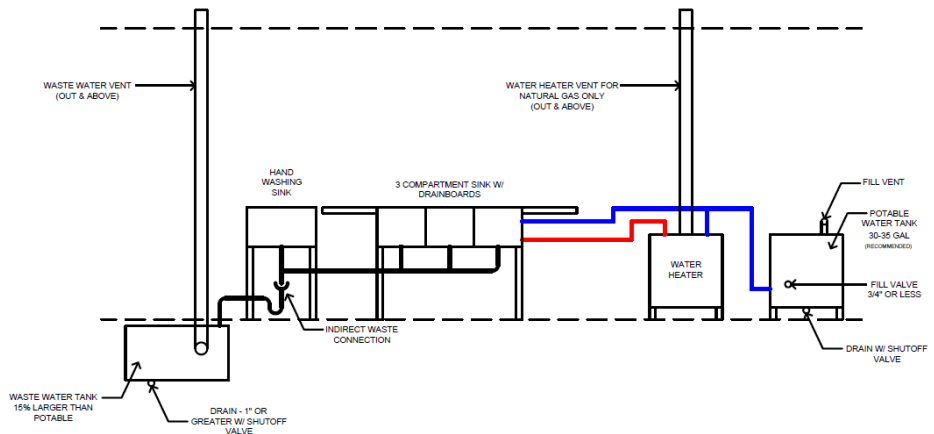 WASTE WATER VENT
(OUT & ABOVE)
WATER HEATER VENT FOR
NATURAL GAS ONLY
(OUT & ABOVE)
HAND
WASHING
SINK
3 COMPARTMENT SINK W/
DRAINBOARDS
FILL VENT
POTABLE
WATER TANK
30-35 GAL
(RECOMMENDED)
WATER
HEATER
FILL VALVE
3/4" OR LESS
INDIRECT WASTE
CONNECTION
DRAIN W/ SHUTOFF
VALVE
WASTE WATER TANK
15% LARGER THAN
POTABLE
DRAIN - 1" OR
GREATER W/ SHUTOFF
VALVE